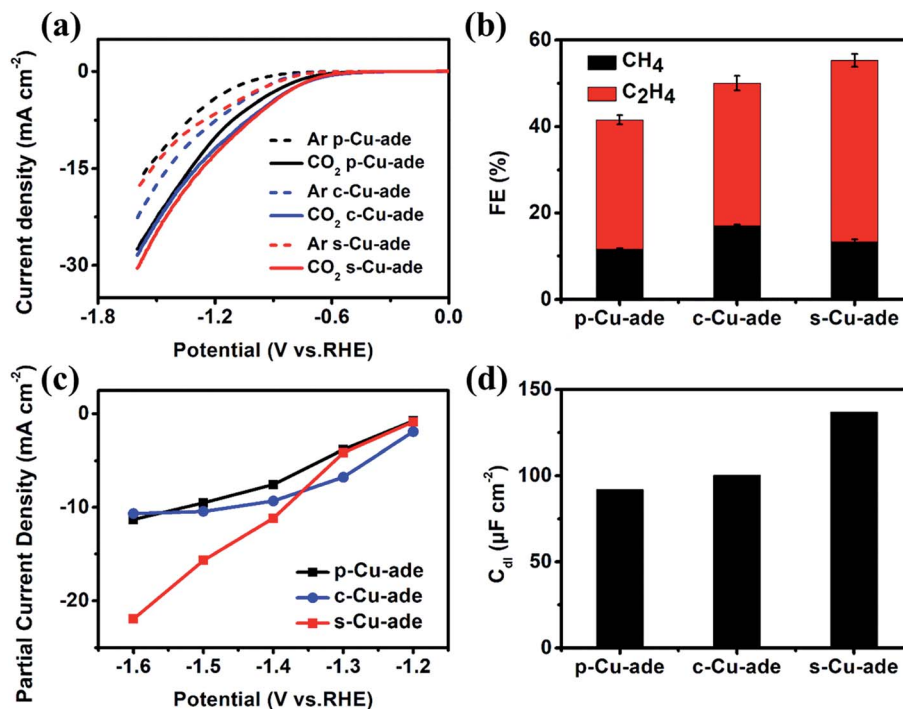 (a)
Current density (mA cm-2)
0
-15
-30
-1.8
-1.2
-0.6
0.0
Potential (V vs.RHE)
Ar p-Cu-ade
CO2 p-Cu-ade
Ar c-Cu-ade
CO2 c-Cu-ade
Ar s-Cu-ade
CO2 s-Cu-ade
(b)
FE (%)
60
40
20
0
CH4
C2H4
p-Cu-ade
c-Cu-ade
s-Cu-ade
(c)
Partial Current Density (mA cm-2)
0
-10
-20
-1.6
-1.5
-1.4
-1.3
-1.2
Potential (V vs.RHE)
p-Cu-ade
c-Cu-ade
s-Cu-ade
(d)
Cdl (μF cm-2)
150
100
50
0
p-Cu-ade
c-Cu-ade
s-Cu-ade